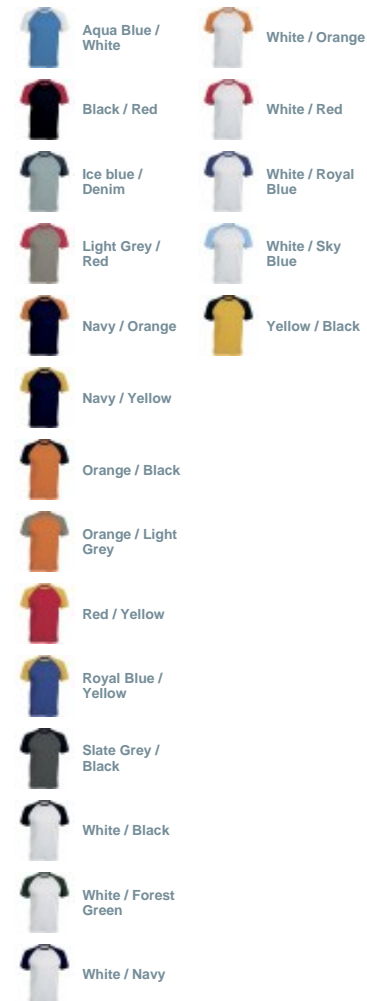 Aqua Blue /
White
Black / Red
Ice blue /
Denim
Light Grey /
Red
Navy / Orange
Navy / Yellow
Orange / Black
Orange / Light
Grey
Red / Yellow
Royal Blue /
Yellow
Slate Grey /
Black
White / Black
White / Forest
Green
White / Navy
White / Orange
White / Red
White / Royal
Blue
White / Sky
Blue
Yellow / Black